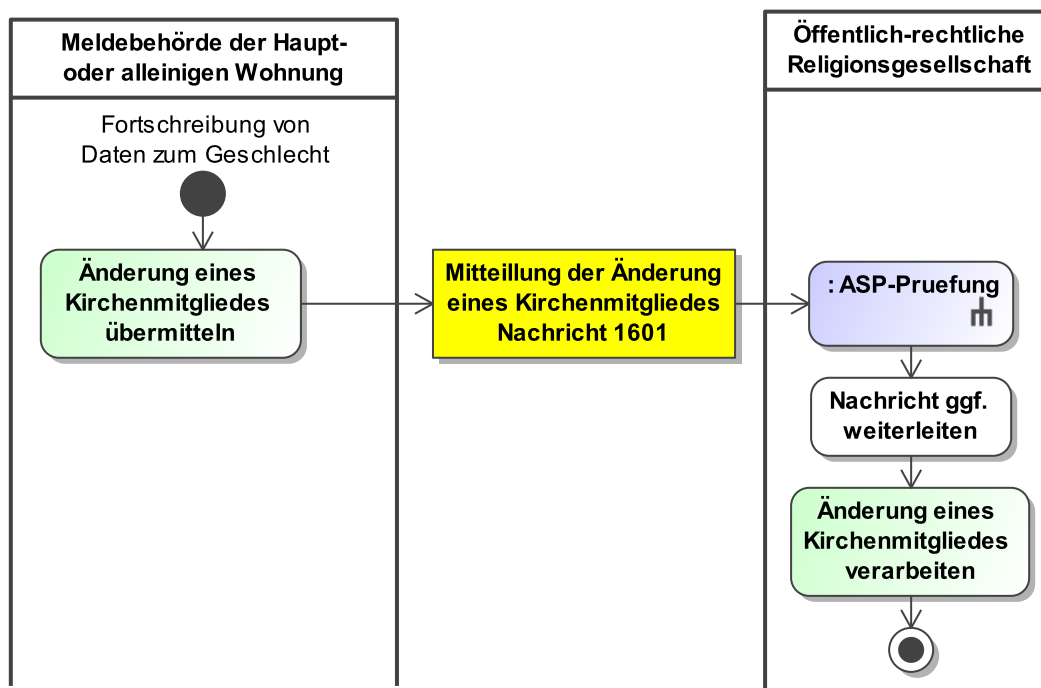 Meldebehörde der Haupt-
oder alleinigen Wohnung
Fortschreibung von
Daten zum Geschlecht
Änderung eines
Kirchenmitgliedes
übermitteln
Mitteillung der Änderung
eines Kirchenmitgliedes
Nachricht 1601
Öffentlich-rechtliche
Religionsgesellschaft
: ASP-Pruefung
Nachricht ggf.
weiterleiten
Änderung eines
Kirchenmitgliedes
verarbeiten